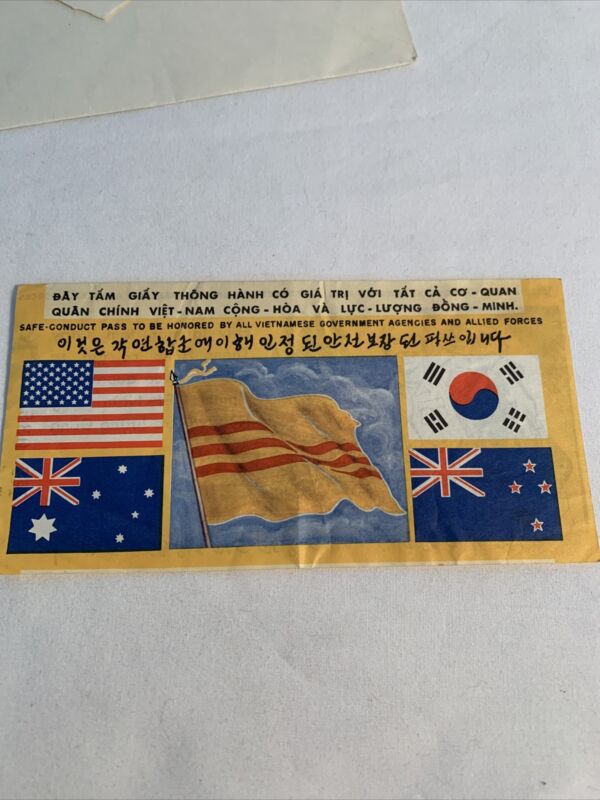 ĐÂY TẤM GIẤY THÔNG HÀNH CÓ GIÁ TRỊ VỚI TẤT CẢ CƠ - QUAN
QUÂN CHÍNH VIỆT - NAM CỘNG - HÒA VÀ LỰC - LƯỢNG ĐỒNG - MINH.
SAFE-CONDUCT PASS TO BE HONORED BY ALL VIETNAMESE GOVERNMENT AGENCIES AND ALLIED FORCES
이것은 각 연합군에 이해 인정된 안전보장 된 파쓰입니다